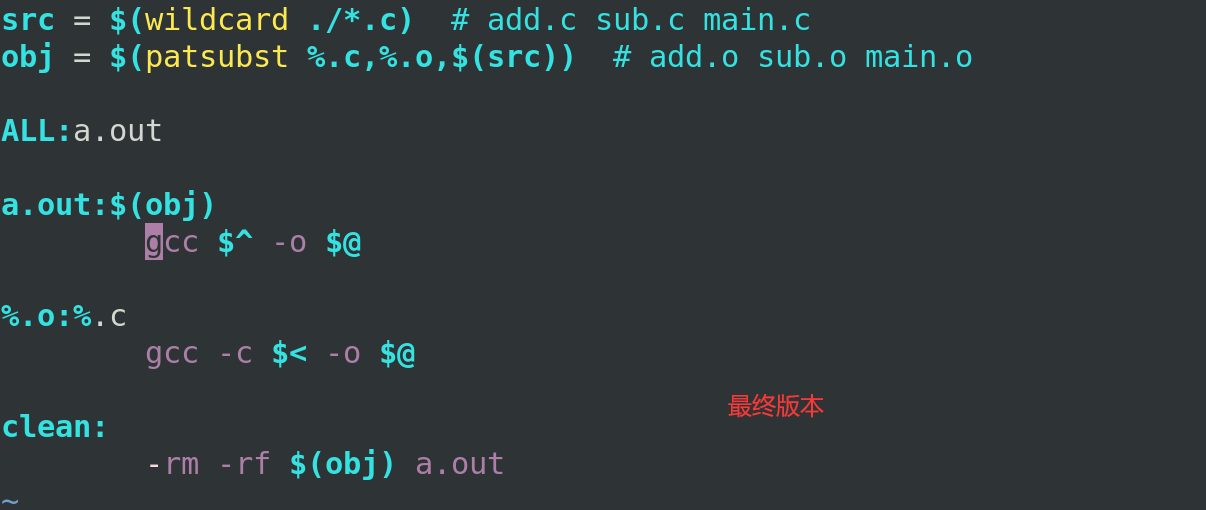 src = $(wildcard ./*.c)  # add.c sub.c main.c
obj = $(patsubst %.c,%.o,$(src))  # add.o sub.o main.o
ALL:a.out
a.out:$(obj)
        gcc $^ -o $@
%.o:%.c
        gcc -c $< -o $@
最终版本
clean:
        -rm -rf $(obj) a.out
~